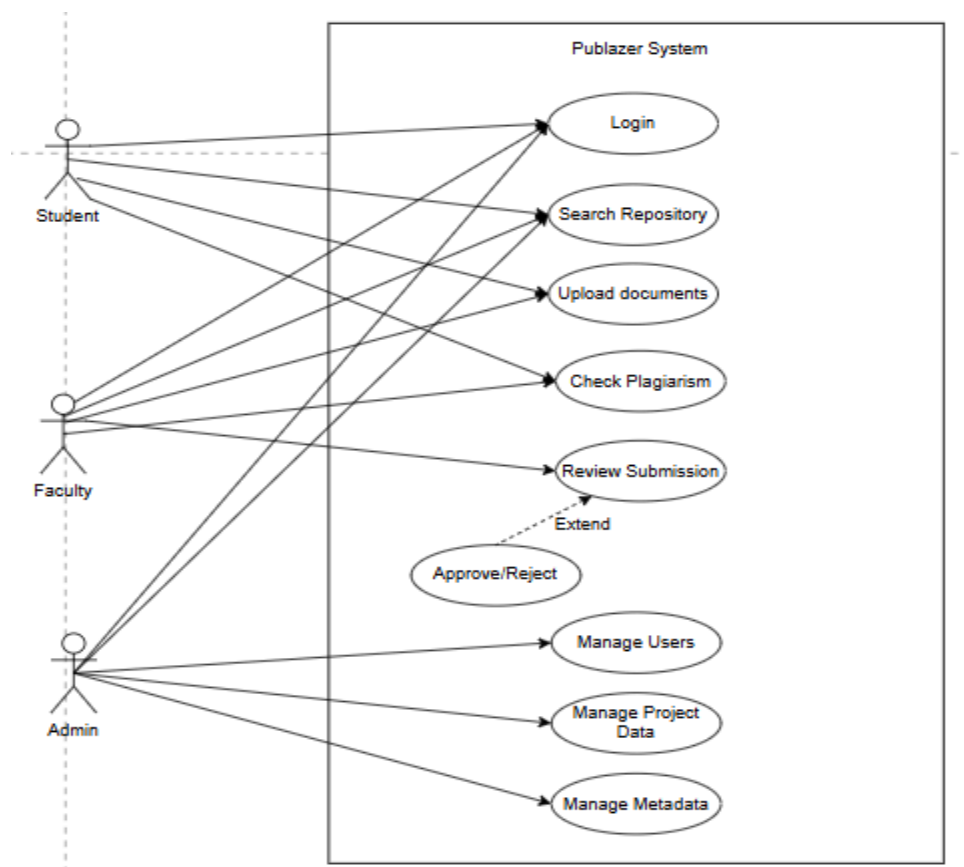 Publazer System
Login
Student
Search Repository
Upload documents
Check Plagiarism
Faculty
Review Submission
Extend
Approve/Reject
Admin
Manage Users
Manage Project
Data
Manage Metadata